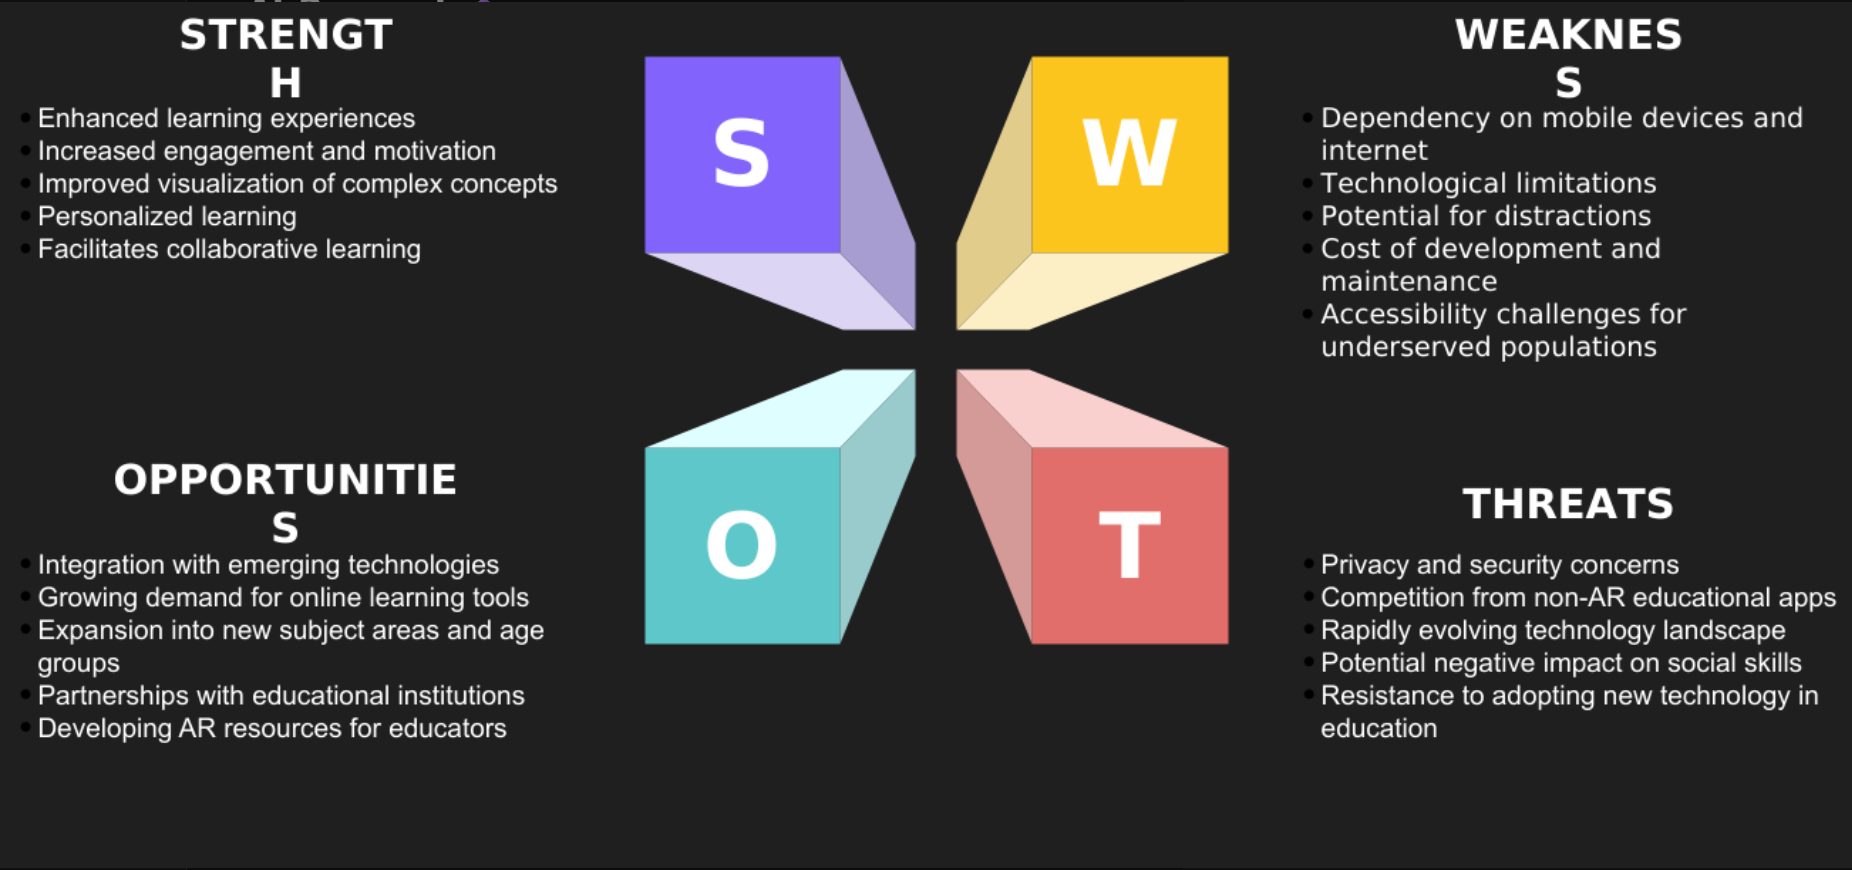 STRENGT
H
• Enhanced learning experiences
• Increased engagement and motivation
• Improved visualization of complex concepts
• Personalized learning
• Facilitates collaborative learning
S
W
WEAKNES
S
• Dependency on mobile devices and
internet
• Technological limitations
• Potential for distractions
• Cost of development and
maintenance
• Accessibility challenges for
underserved populations
OPPORTUNITIE
S
• Integration with emerging technologies
• Growing demand for online learning tools
• Expansion into new subject areas and age
groups
• Partnerships with educational institutions
• Developing AR resources for educators
O
T
THREATS
• Privacy and security concerns
• Competition from non-AR educational apps
• Rapidly evolving technology landscape
• Potential negative impact on social skills
• Resistance to adopting new technology in
education